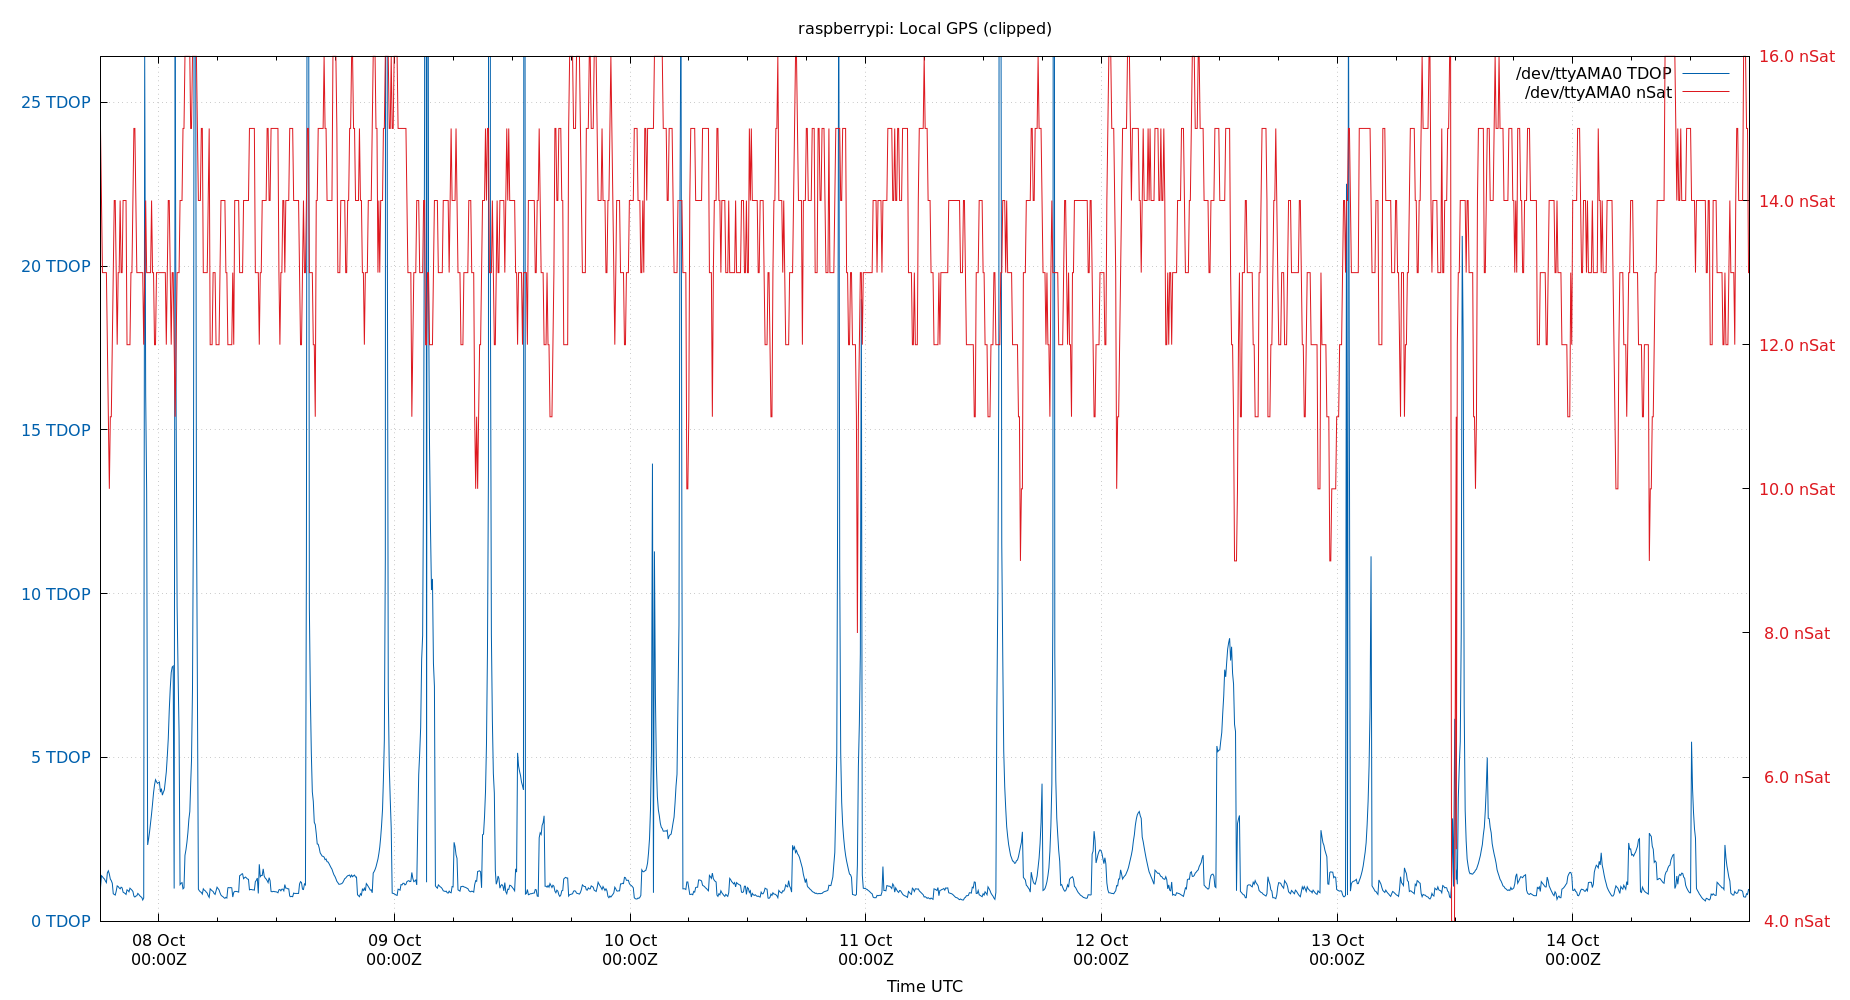 raspberrypi: Local GPS (clipped)
/dev/ttyAMA0 TDOP
/dev/ttyAMA0 nSat
25 TDOP
20 TDOP
15 TDOP
10 TDOP
5 TDOP
0 TDOP
16.0 nSat
14.0 nSat
12.0 nSat
10.0 nSat
8.0 nSat
6.0 nSat
4.0 nSat
08 Oct
00:00Z
09 Oct
00:00Z
10 Oct
00:00Z
11 Oct
00:00Z
12 Oct
00:00Z
13 Oct
00:00Z
14 Oct
00:00Z
Time UTC